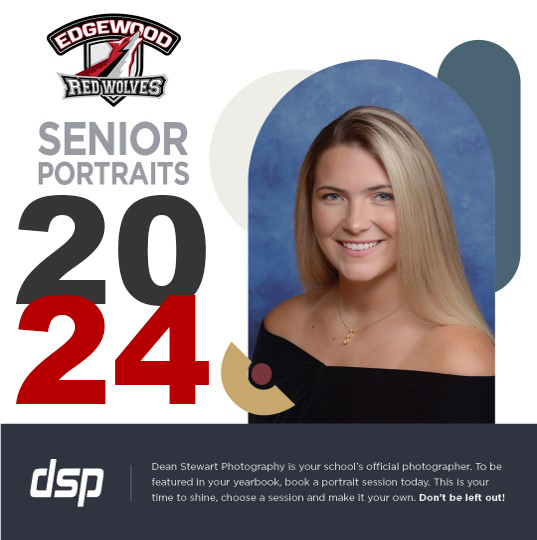 EDGEWOOD
RED WOLVES
SENIOR
PORTRAITS
20
24
dsp
Dean Stewart Photography is your school's official photographer. To be
featured in your yearbook, book a portrait session today. This is your
time to shine, choose a session and make it your own. Don't be left out!